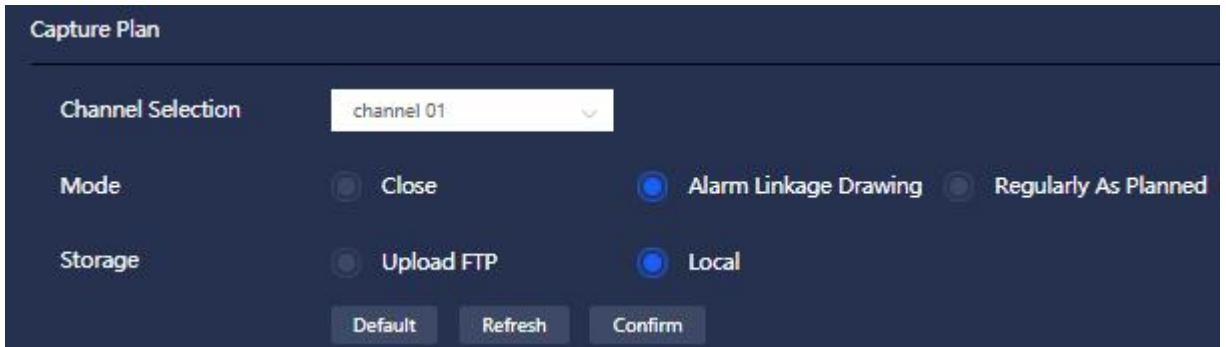 Capture Plan
Channel Selection channel 01
Mode Close Alarm Linkage Drawing Regularly As Planned
Storage Upload FTP Local
Default Refresh Confirm